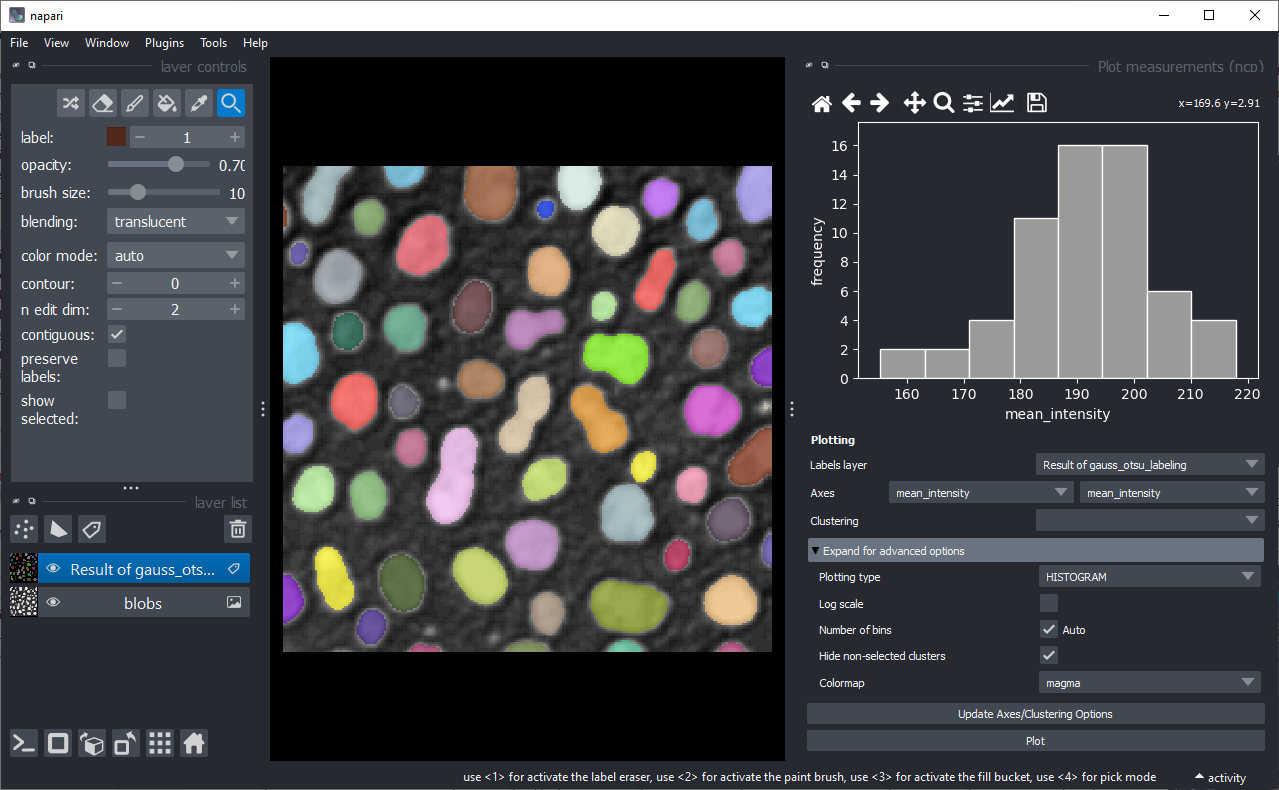 napari
File View Window Plugins Tools Help
layer controls
label: 1
opacity: 0.70
brush size: 10
blending: translucent
color mode: auto
contour: 0
n edit dim: 2
contiguous:
preserve
labels:
show
selected:
layer list
Result of gauss_ots...
blobs
Plot measurements (ncp)
x=169.6 y=2.91
16
14
12
10
8
6
4
2
0
frequency
160 170 180 190 200 210 220
mean_intensity
Plotting
Labels layer Result of gauss_otsu_labeling
Axes mean_intensity mean_intensity
Clustering
Expand for advanced options
Plotting type HISTOGRAM
Log scale
Number of bins Auto
Hide non-selected clusters
Colormap magma
Update Axes/Clustering Options
Plot
use <1> for activate the label eraser, use <2> for activate the paint brush, use <3> for activate the fill bucket, use <4> for pick mode
activity